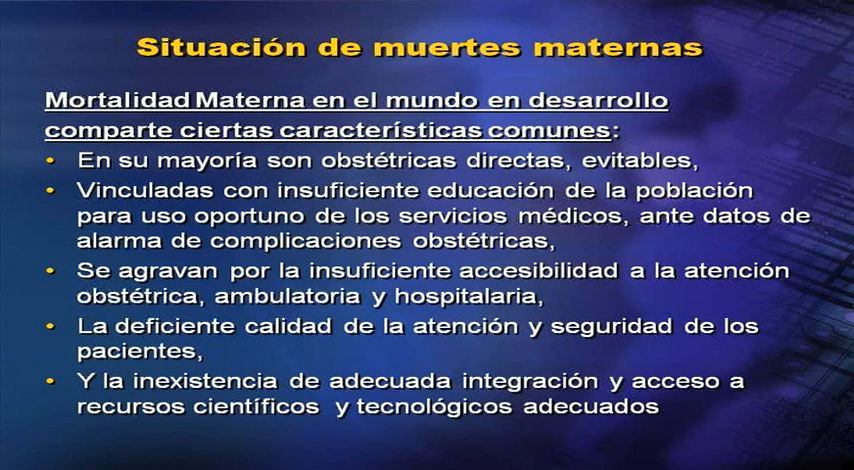 Situación de muertes maternas
Mortalidad Materna en el mundo en desarrollo
comparte ciertas características comunes:
• En su mayoría son obstétricas directas, evitables,
• Vinculadas con insuficiente educación de la población
para uso oportuno de los servicios médicos, ante datos de
alarma de complicaciones obstétricas,
• Se agravan por la insuficiente accesibilidad a la atención
obstétrica, ambulatoria y hospitalaria,
• La deficiente calidad de la atención y seguridad de los
pacientes,
• Y la inexistencia de adecuada integración y acceso a
recursos científicos y tecnológicos adecuados